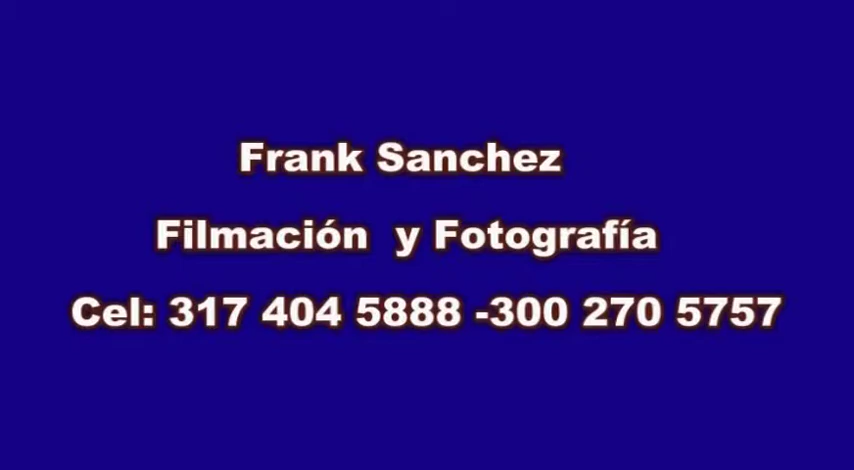 Frank Sanchez
Filmación y Fotografía
Cel: 317 404 5888 -300 270 5757